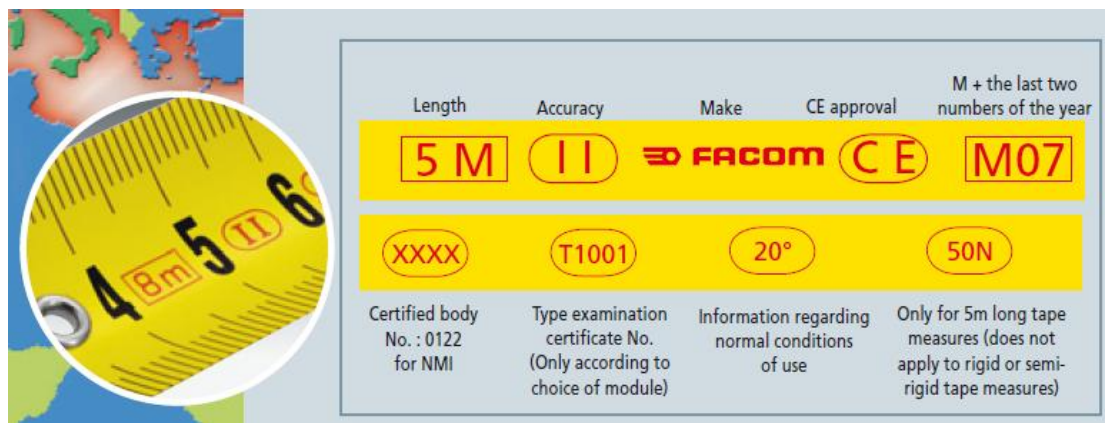 4 8m 5 II 6
Length
Accuracy
Make
CE approval
M + the last two
numbers of the year
5 M
II
FACOM
CE
M07
XXXX
T1001
20°
50N
Certified body
No. : 0122
for NMI
Type examination
certificate No.
(Only according to
choice of module)
Information regarding
normal conditions
of use
Only for 5m long tape
measures (does not
apply to rigid or semi-
rigid tape measures)